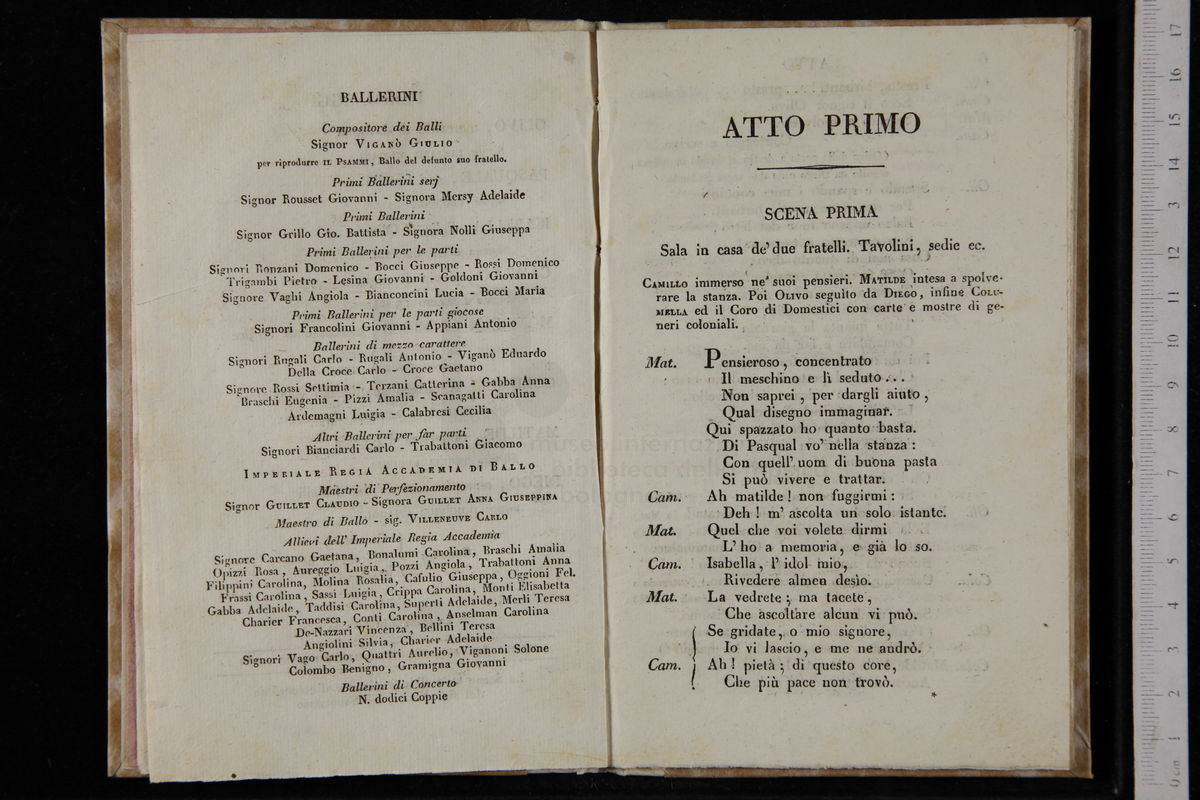 BALLERINI
Compositore dei Balli
Signor VIGANÒ GIULIO
per riprodurre IL PSAMMI, Ballo del defunto suo fratello.
Primi Ballerini serj
Signor Rousset Giovanni - Signora Mersy Adelaide
Primi Ballerini
Signor Grillo Gio. Battista - Signora Nolli Giuseppa
Primi Ballerini per le parti
Signori Ronzani Domenico - Bocci Giuseppe - Rossi Domenico
Trigambi Pietro - Lesina Giovanni - Goldoni Giovanni
Signore Vaghi Angiola - Bianconcini Lucia - Bocci Maria
Primi Ballerini per le parti giocose
Signori Francolini Giovanni - Appiani Antonio
Ballerini di mezzo carattere
Signori Rugali Carlo - Rugali Antonio - Viganò Eduardo
Della Croce Carlo - Croce Gaetano
Signore Rossi Settimia - Terzani Catterina - Gabba Anna
Braschi Eugenia - Pizzi Amalia - Scanagatti Carolina
Ardemagni Luigia - Calabresi Cecilia
Altri Ballerini per far parti
Signori Bianciardi Carlo - Trabattoni Giacomo
IMPERIALE REGIA ACCADEMIA DI BALLO
Maestri di Perfezionamento
Signor GUILLET CLAUDIO - Signora GUILLET ANNA GIUSEPPINA
Maestro di Ballo - sig. VILLENEUVE CARLO
Allievi dell' Imperiale Regia Accademia
Signore Carcano Gaetana, Bonalumi Carolina, Braschi Amalia
Opizzi Rosa, Aureggio Luigia, Pozzi Angiola, Trabattoni Anna
Filippini Carolina, Molina Rosalia, Cafulio Giuseppa, Oggioni Fel.
Frassi Carolina, Sassi Luigia, Crippa Carolina, Monti Elisabetta
Gabba Adelaide, Taddisi Carolina, Superti Adelaide, Merli Teresa
Charier Francesca, Conti Carolina, Anselman Carolina
De-Nazzari Vincenza, Bellini Teresa
Angiolini Silvia, Charier Adelaide
Signori Vago Carlo, Quattri Aurelio, Viganoni Solone
Colombo Benigno, Gramigna Giovanni
Ballerini di Concerto
N. dodici Coppie
ATTO PRIMO
SCENA PRIMA
Sala in casa de' due fratelli. Tavolini, sedie ec.
CAMILLO immerso ne' suoi pensieri. MATILDE intesa a spolve-
rare la stanza. Poi OLIVO seguito da DIEGO, infine COLU-
MELLA ed il Coro di Domestici con carte e mostre di ge-
neri coloniali.
Mat. Pensieroso, concentrato
Il meschino e lì seduto...
Non saprei, per dargli aiuto,
Qual disegno immaginar.
Qui spazzato ho quanto basta.
Di Pasqual vo' nella stanza:
Con quell' uom di buona pasta
Si può vivere e trattar.
Cam. Ah matilde! non fuggirmi:
Deh! m' ascolta un solo istante.
Mat. Quel che voi volete dirmi
L' ho a memoria, e già lo so.
Cam. Isabella, l' idol mio,
Rivedere almen desìo.
Mat. La vedrete; ma tacete,
Che ascoltare alcun vi può.
Se gridate, o mio signore,
Io vi lascio, e me ne andrò.
Cam. Ah! pietà; di questo core,
Che più pace non trovò.
*